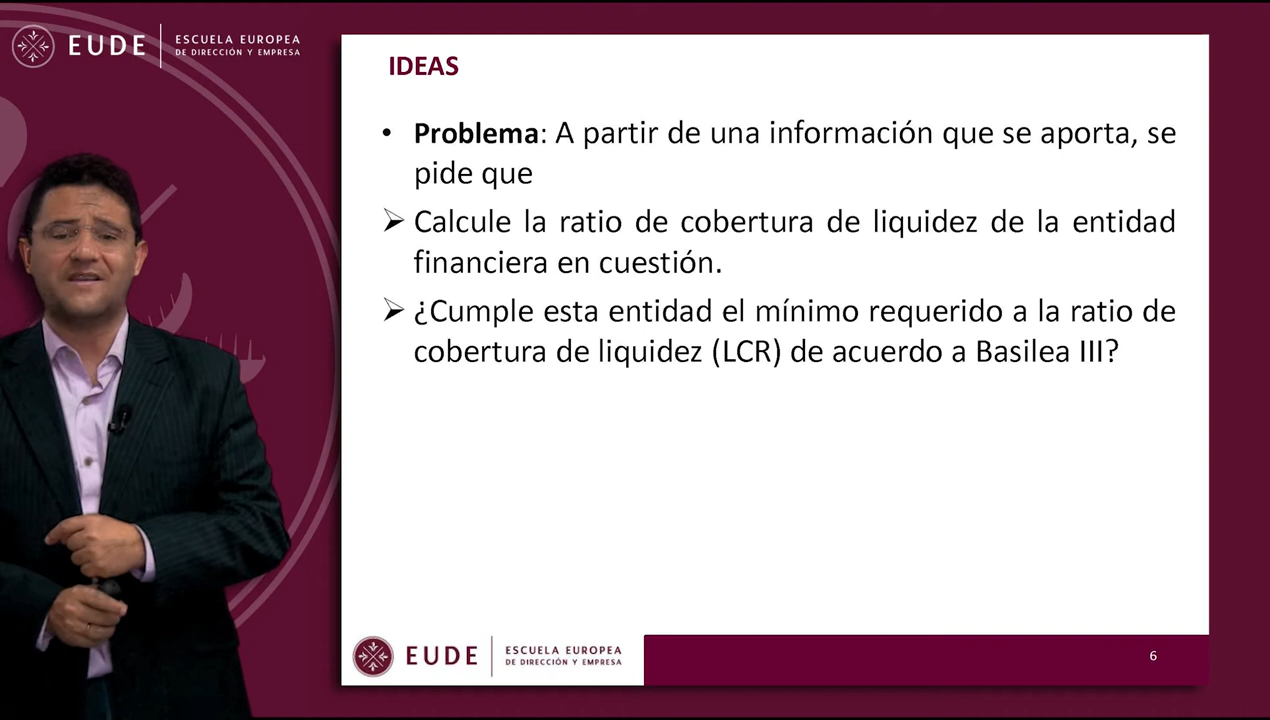 EUDE
ESCUELA EUROPEA
DE DIRECCIÓN Y EMPRESA
IDEAS
• Problema: A partir de una información que se aporta, se
pide que
➢ Calcule la ratio de cobertura de liquidez de la entidad
financiera en cuestión.
➢ ¿Cumple esta entidad el mínimo requerido a la ratio de
cobertura de liquidez (LCR) de acuerdo a Basilea III?
EUDE
ESCUELA EUROPEA
DE DIRECCIÓN Y EMPRESA
6